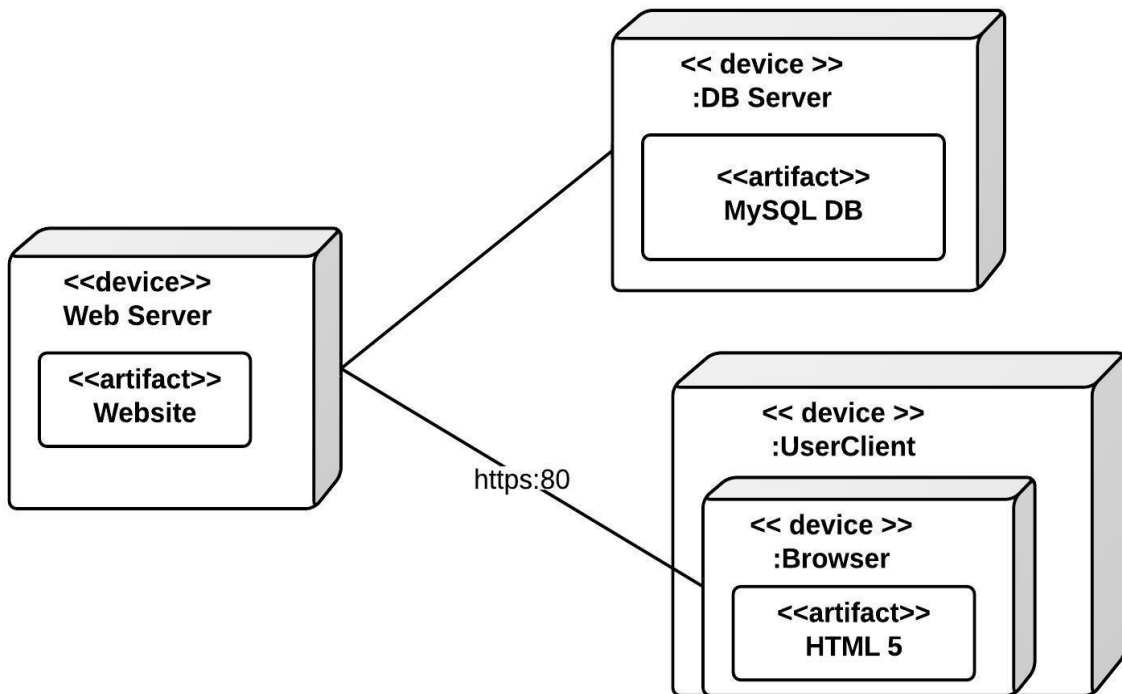 << device >>
:DB Server
<<artifact>>
MySQL DB
<<device>>
Web Server
<<artifact>>
Website
https:80
<< device >>
:UserClient
<< device >>
:Browser
<<artifact>>
HTML 5